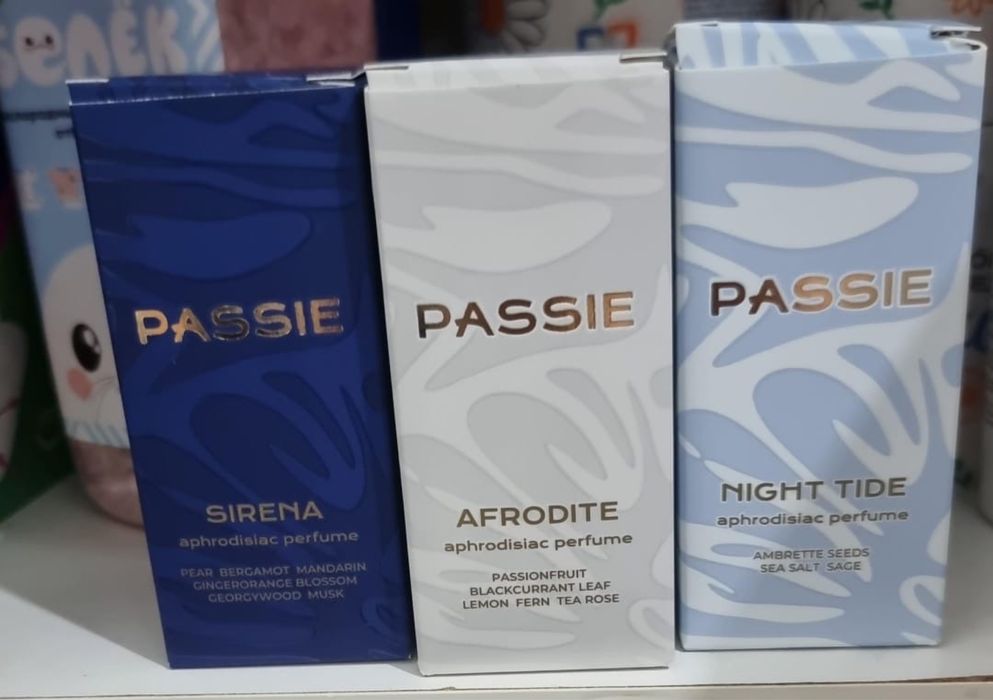 PASSIE
SIRENA
aphrodisiac perfume
PEAR BERGAMOT MANDARIN
GINGERORANGE BLOSSOM
GEORGYWOOD MUSK
PASSIE
AFRODITE
aphrodisiac perfume
PASSIONFRUIT
BLACKCURRANT LEAF
LEMON FERN TEA ROSE
PASSIE
NIGHT TIDE
aphrodisiac perfume
AMBRETTE SEEDS
SEA SALT SAGE